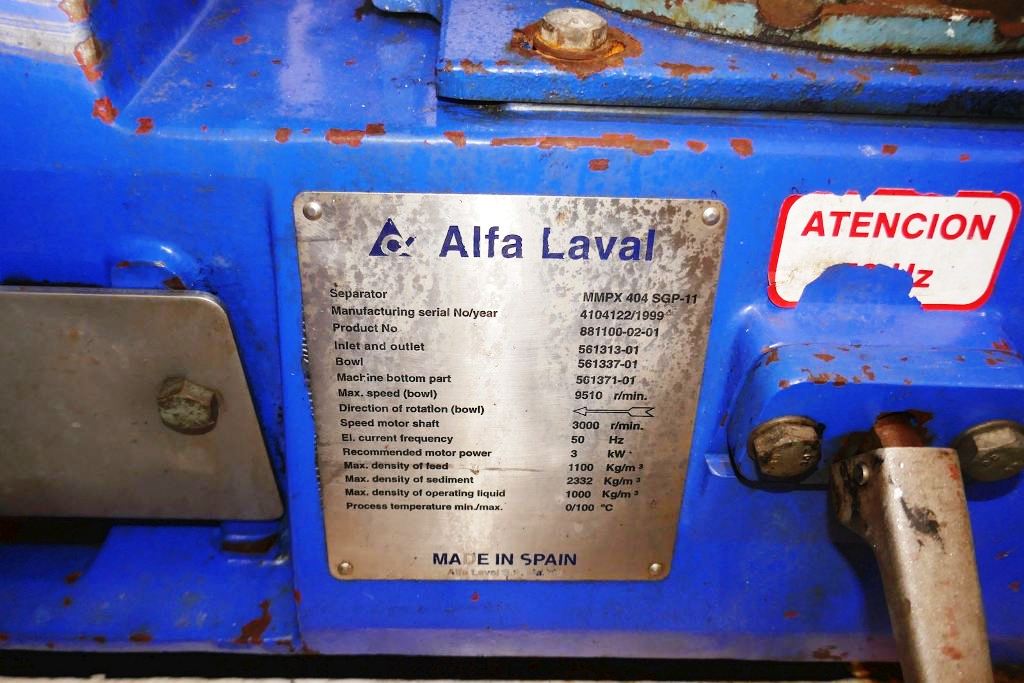 Alfa Laval
Separator MMPX 404 SGP-11
Manufacturing serial No/year 4104122/1999
Product No 881100-02-01
Inlet and outlet 561313-01
Bowl 561337-01
Machine bottom part 561371-01
Max. speed (bowl) 9510 r/min.
Direction of rotation (bowl)
Speed motor shaft 3000 r/min.
El. current frequency 50 Hz
Recommended motor power 3 kW
Max. density of feed 1100 Kg/m³
Max. density of sediment 2332 Kg/m³
Max. density of operating liquid 1000 Kg/m³
Process temperature min./max. 0/100 °C
MADE IN SPAIN
Alfa Laval
ATENCION
Hz